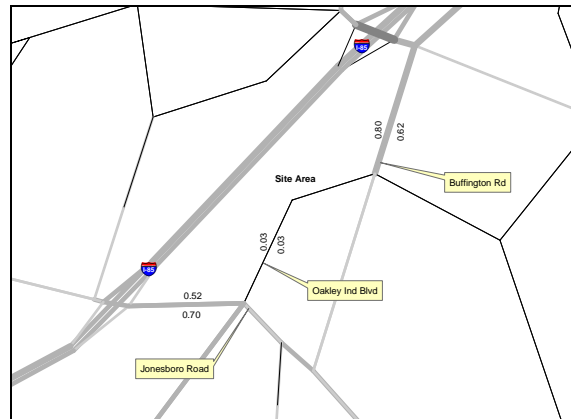 I-85
0.80
0.62
Site Area
Buffington Rd
0.03
0.03
I-85
Oakley Ind Blvd
0.52
0.70
Jonesboro Road